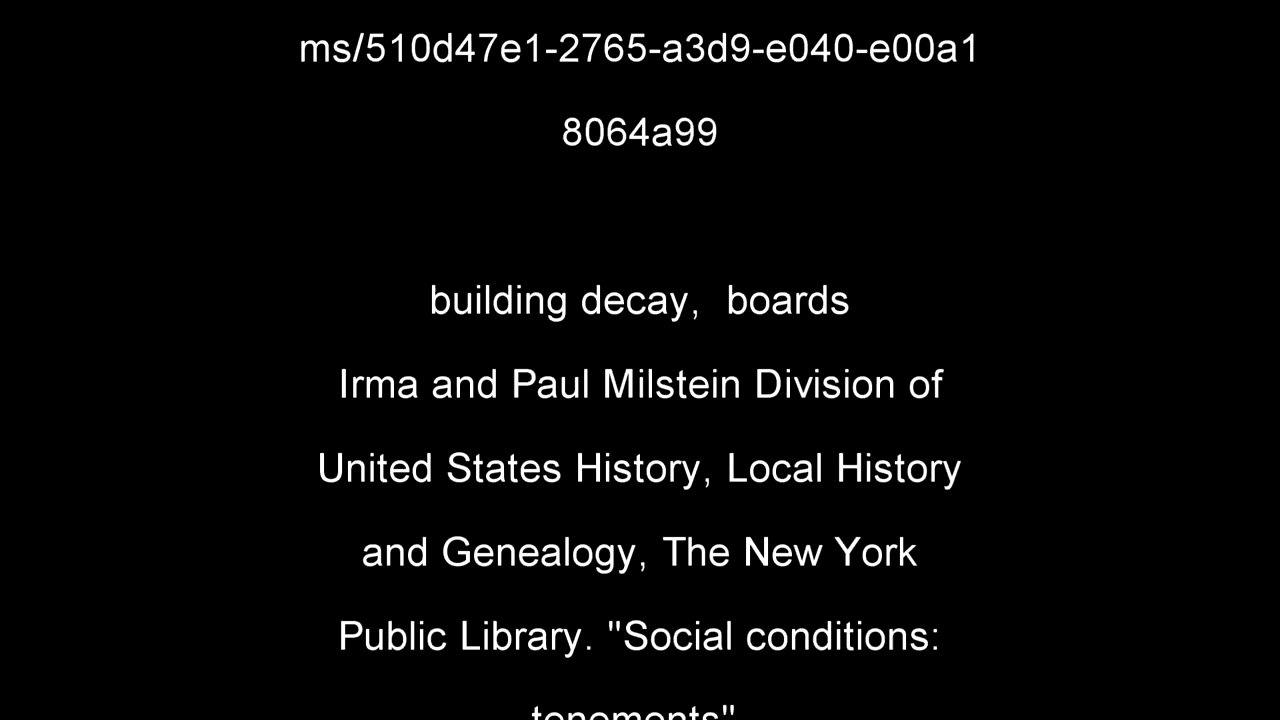 ms/510d47e1-2765-a3d9-e040-e00a1
8064a99
building decay,  boards
Irma and Paul Milstein Division of
United States History, Local History
and Genealogy, The New York
Public Library. "Social conditions:
tenements"